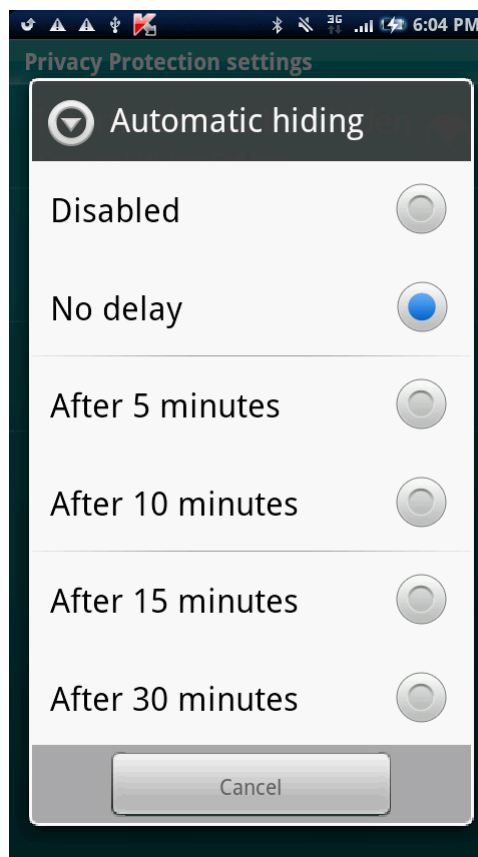 3G 6:04 PM
Privacy Protection settings
Automatic hiding
Disabled
No delay
After 5 minutes
After 10 minutes
After 15 minutes
After 30 minutes
Cancel